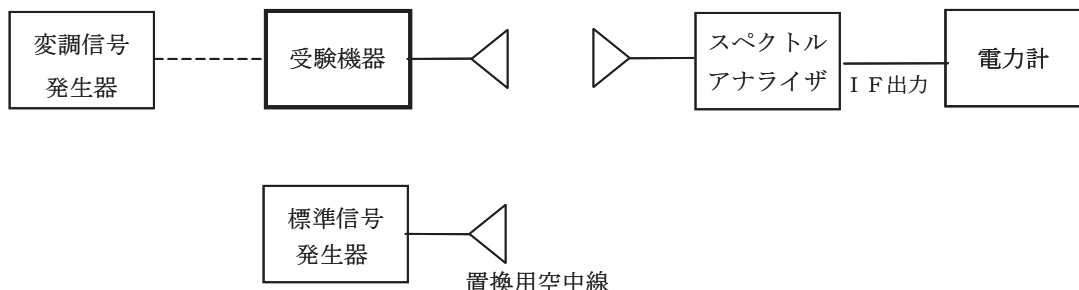 変調信号
発生器
受験機器
スペクトル
アナライザ
ＩＦ出力
電力計
標準信号
発生器
置換用空中線